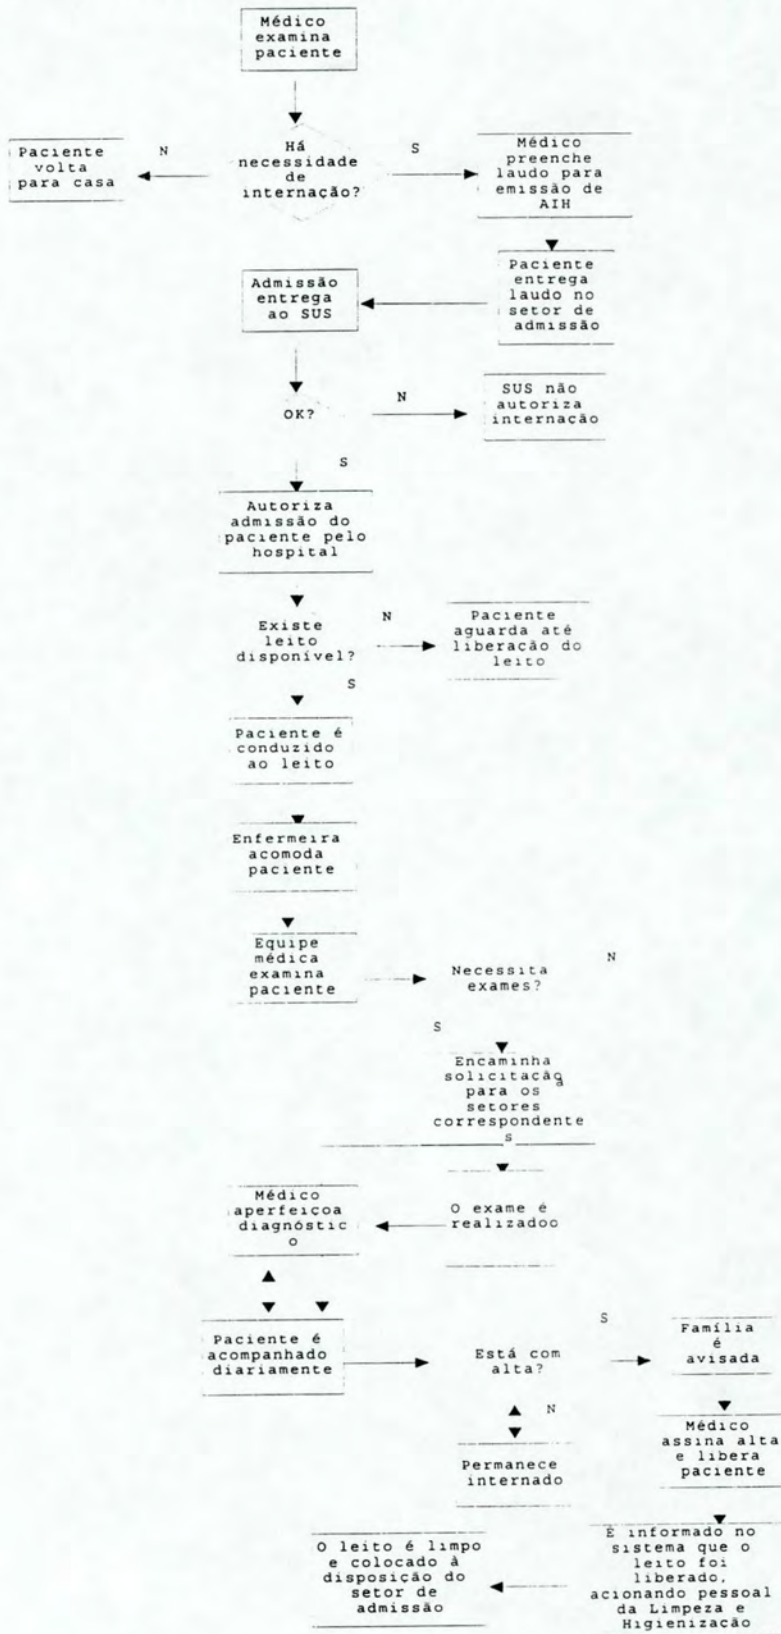 Médico
examina
paciente
Paciente
volta
para casa
N
Há
necessidade
de
internação?
S
Médico
preenche
laudo para
emissão de
AIH
Admissão
entrega
ao SUS
Paciente
entrega
laudo no
setor de
admissão
OK?
N
SUS não
autoriza
internação
S
Autoriza
admissão do
paciente pelo
hospital
Existe
leito
disponível?
N
Paciente
aguarda até
liberacão do
leito
S
Paciente é
conduzido
ao leito
Enfermeira
acomoda
paciente
Equipe
médica
examina
paciente
Necessita
exames?
N
S
Encaminha
solicitaçã
para os
setores
correspondente
s
Médico
aperfeiçoa
diagnóstic
o
O exame é
realizadoo
Paciente é
acompanhado
diariamente
Está com
alta?
S
Família
é
avisada
N
Permanece
internado
Médico
assina alta
e libera
paciente
O leito é limpo
e colocado à
disposição do
setor de
admissão
É informado no
sistema que o
leito foi
liberado,
acionando pessoal
da Limpeza e
Higienização